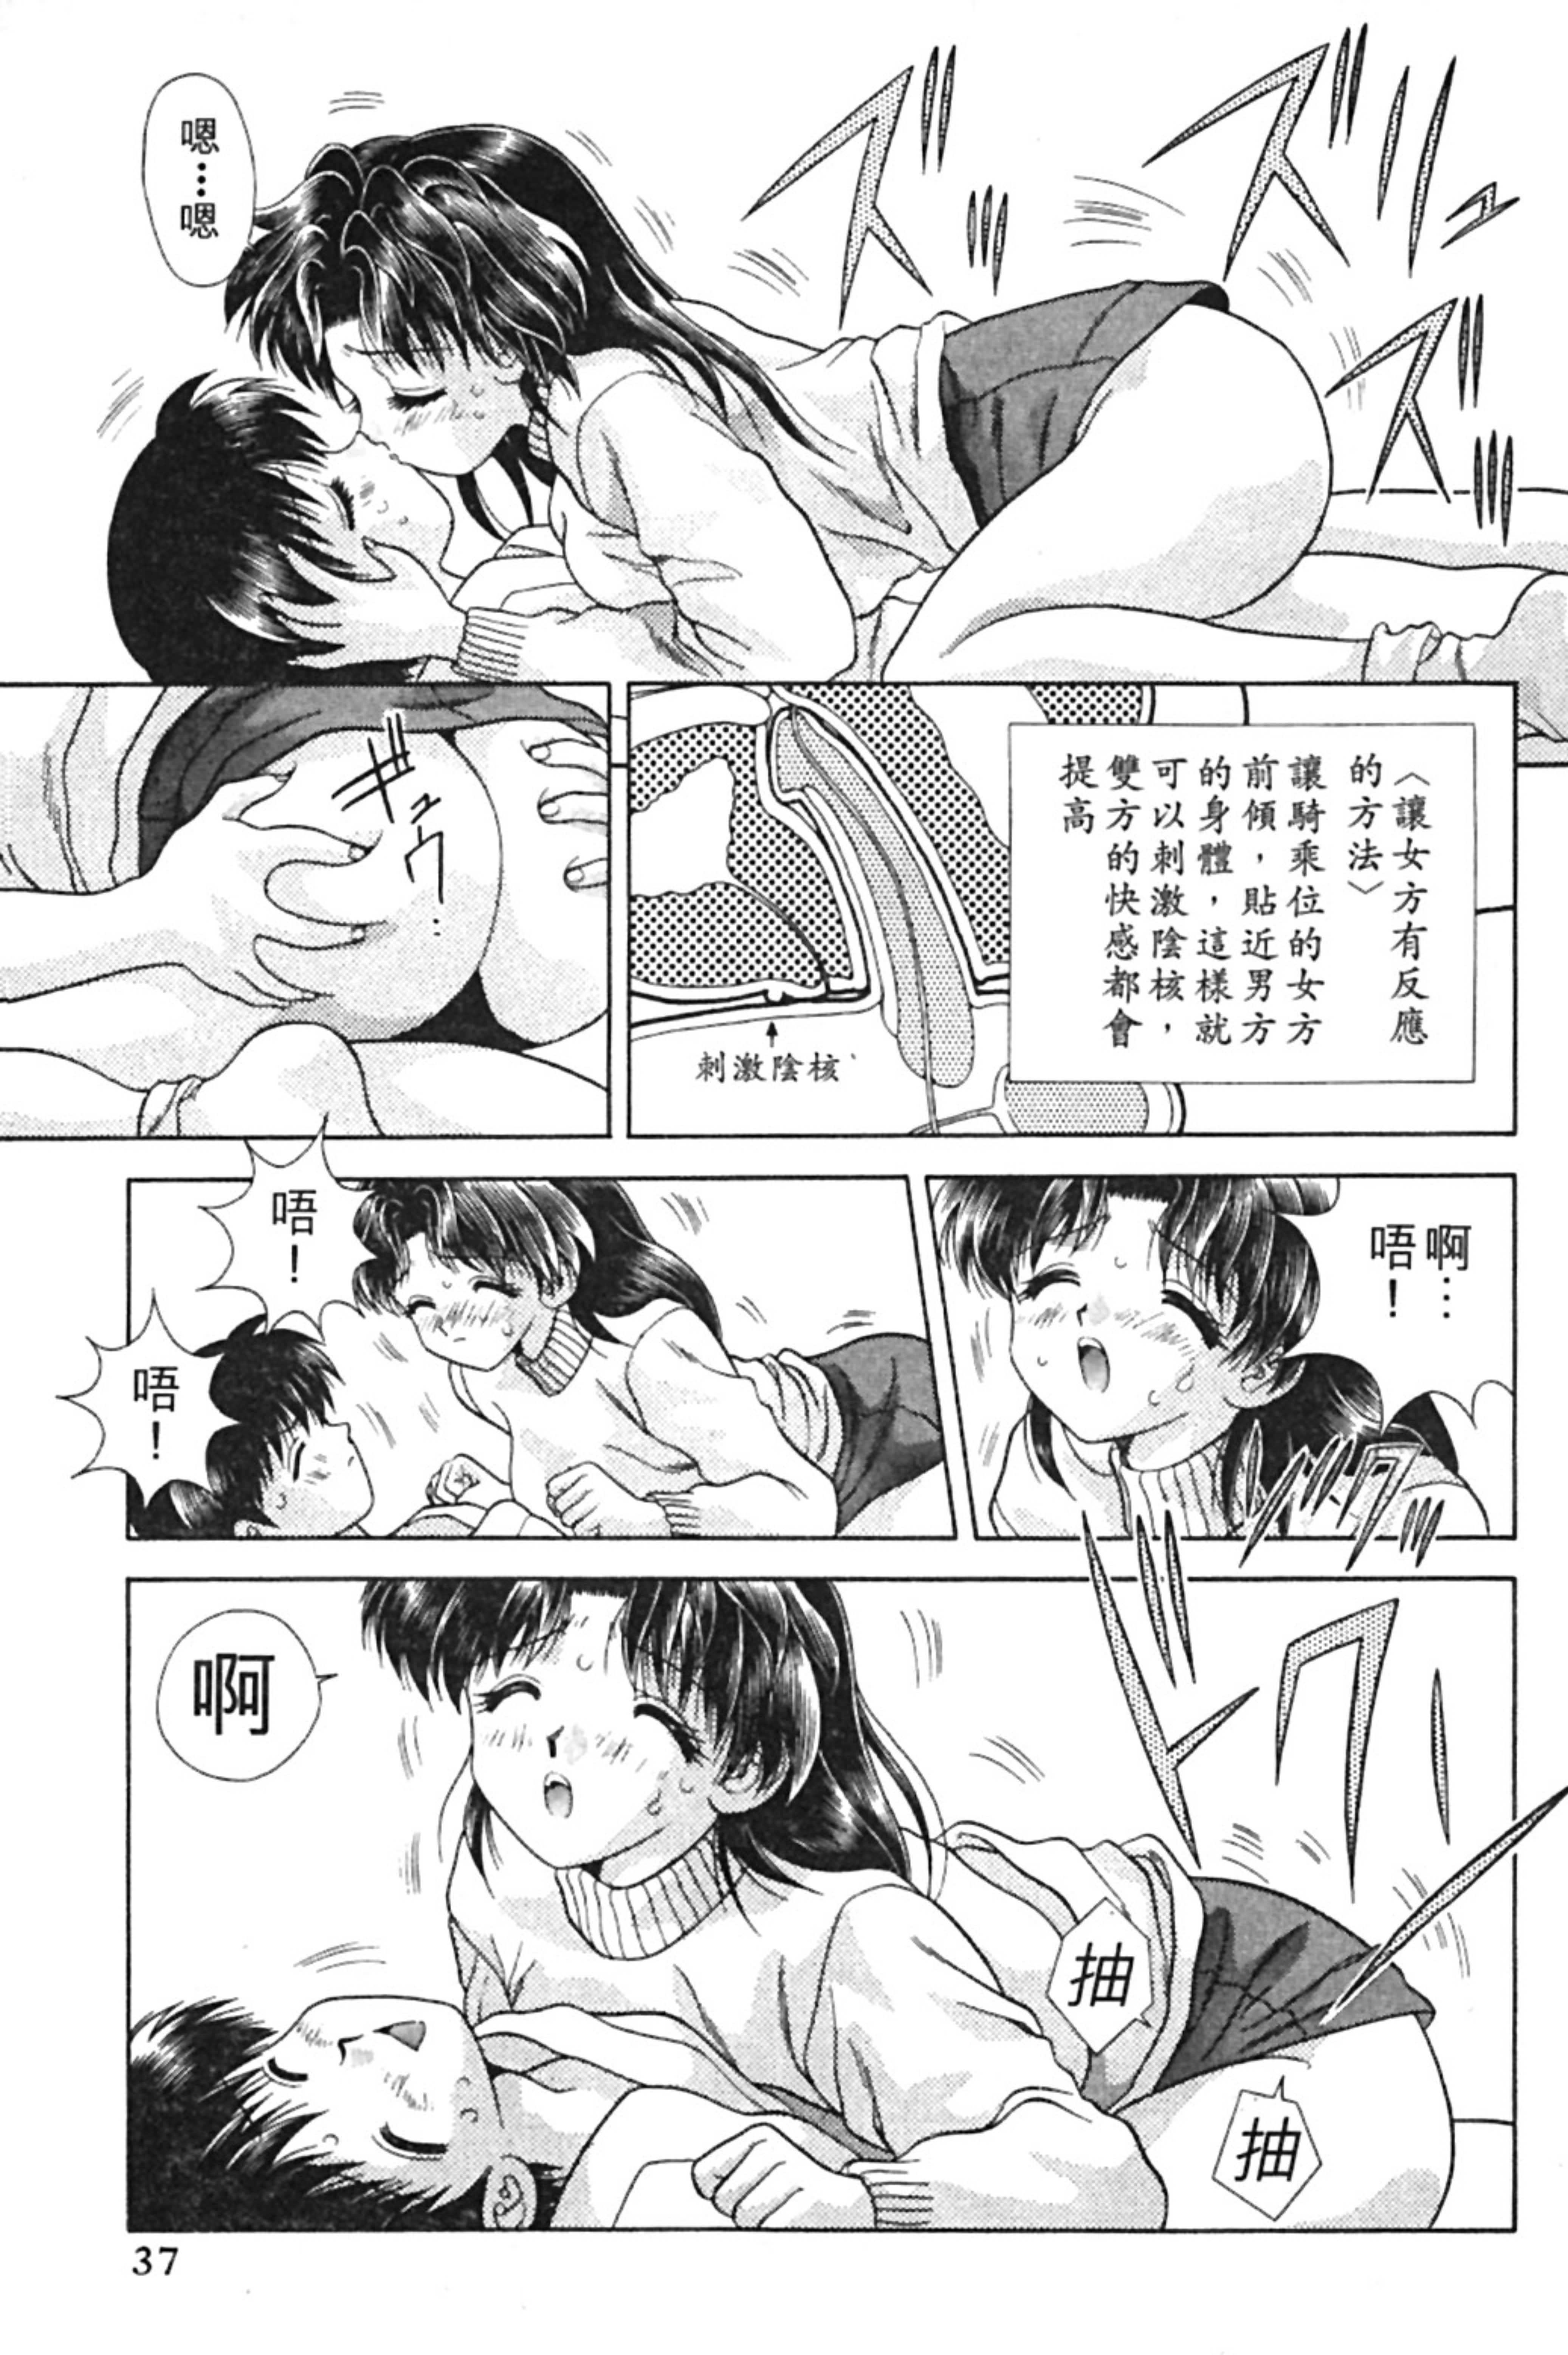 ズリュ
ズ
ズ
嗯…嗯
〈讓女方有反應
的方法〉
讓騎乘位的女方
前傾，貼近男方
的身體，這樣就
可以刺激陰核，
雙方的快感都會
提高
刺激陰核
ギュウ…
啊…
唔！
唔！
唔！
抽
抽
啊
37